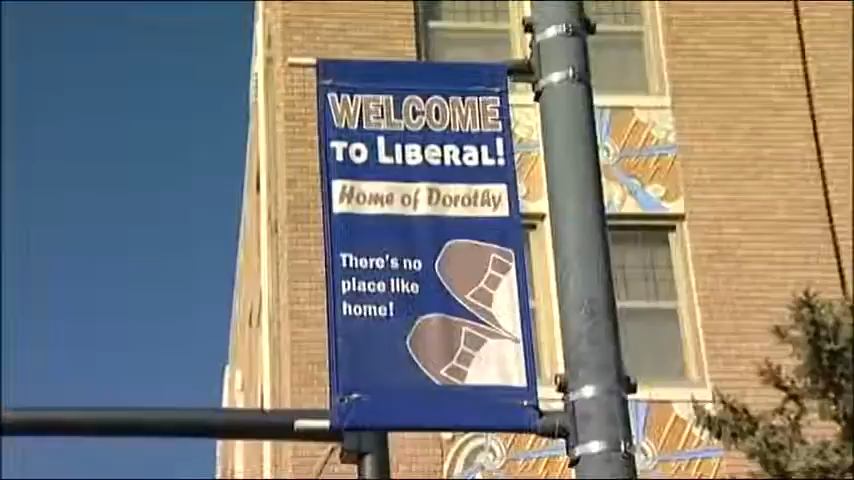 WELCOME
TO LIBERAL!
Home of Dorothy
There's no
place like
home!